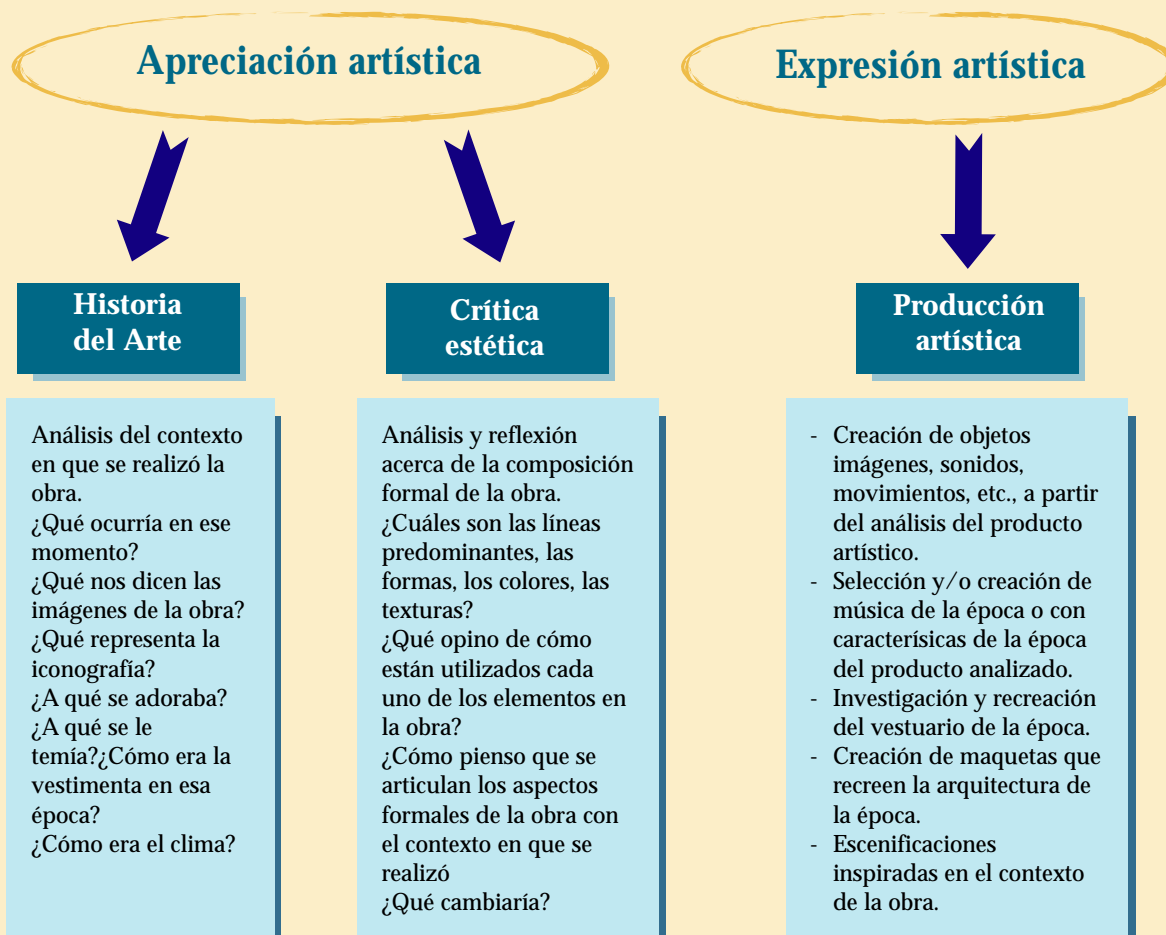 Apreciación artística
Expresión artística
Historia
del Arte
Análisis del contexto
en que se realizó la
obra.
¿Qué ocurría en ese
momento?
¿Qué nos dicen las
imágenes de la obra?
¿Qué representa la
iconografía?
¿A qué se adoraba?
¿A qué se le
temía?¿Cómo era la
vestimenta en esa
época?
¿Cómo era el clima?
Crítica
estética
Análisis y reflexión
acerca de la composición
formal de la obra.
¿Cuáles son las líneas
predominantes, las
formas, los colores, las
texturas?
¿Qué opino de cómo
están utilizados cada
uno de los elementos en
la obra?
¿Cómo pienso que se
articulan los aspectos
formales de la obra con
el contexto en que se
realizó
¿Qué cambiaría?
Producción
artística
- Creación de objetos
imágenes, sonidos,
movimientos, etc., a partir
del análisis del producto
artístico.
- Selección y/o creación de
música de la época o con
caracterísicas de la época
del producto analizado.
- Investigación y recreación
del vestuario de la época.
- Creación de maquetas que
recreen la arquitectura de
la época.
- Escenificaciones
inspiradas en el contexto
de la obra.